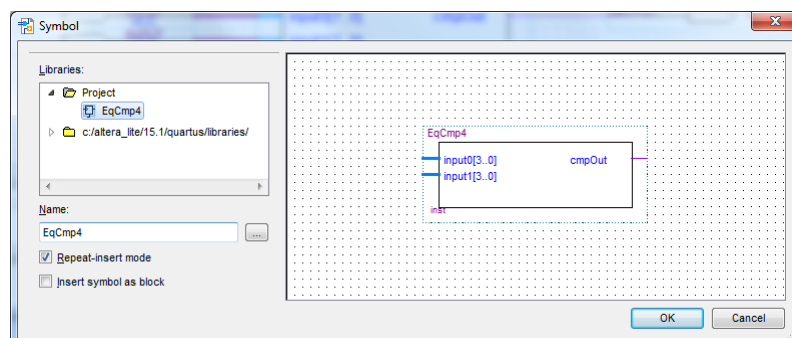 Symbol
Libraries:
Project
EqCmp4
c:/altera_lite/15.1/quartus/libraries/
Name:
EqCmp4
...
Repeat-insert mode
Insert symbol as block
EqCmp4
input0[3..0] cmpOut
input1[3..0]
inst
OK Cancel